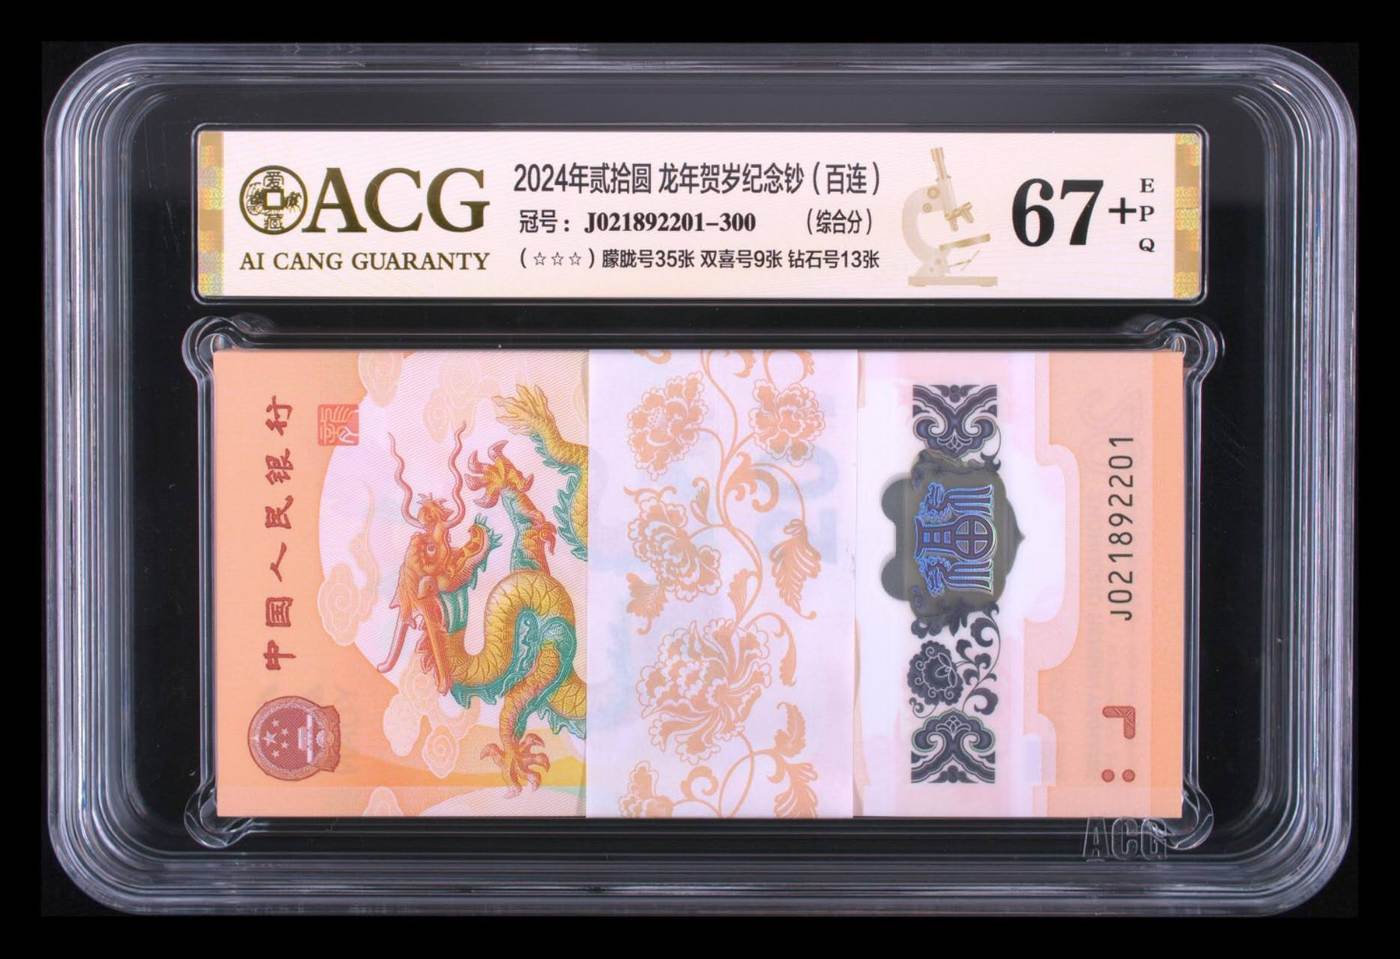 ACG
AI CANG GUARANTY
2024年贰拾圆 龙年贺岁纪念钞（百连）
冠号：J021892201-300 （综合分）
（☆☆☆）朦胧号35张 双喜号9张 钻石号13张
67+
EPQ
中国人民银行
J021892201
ACG